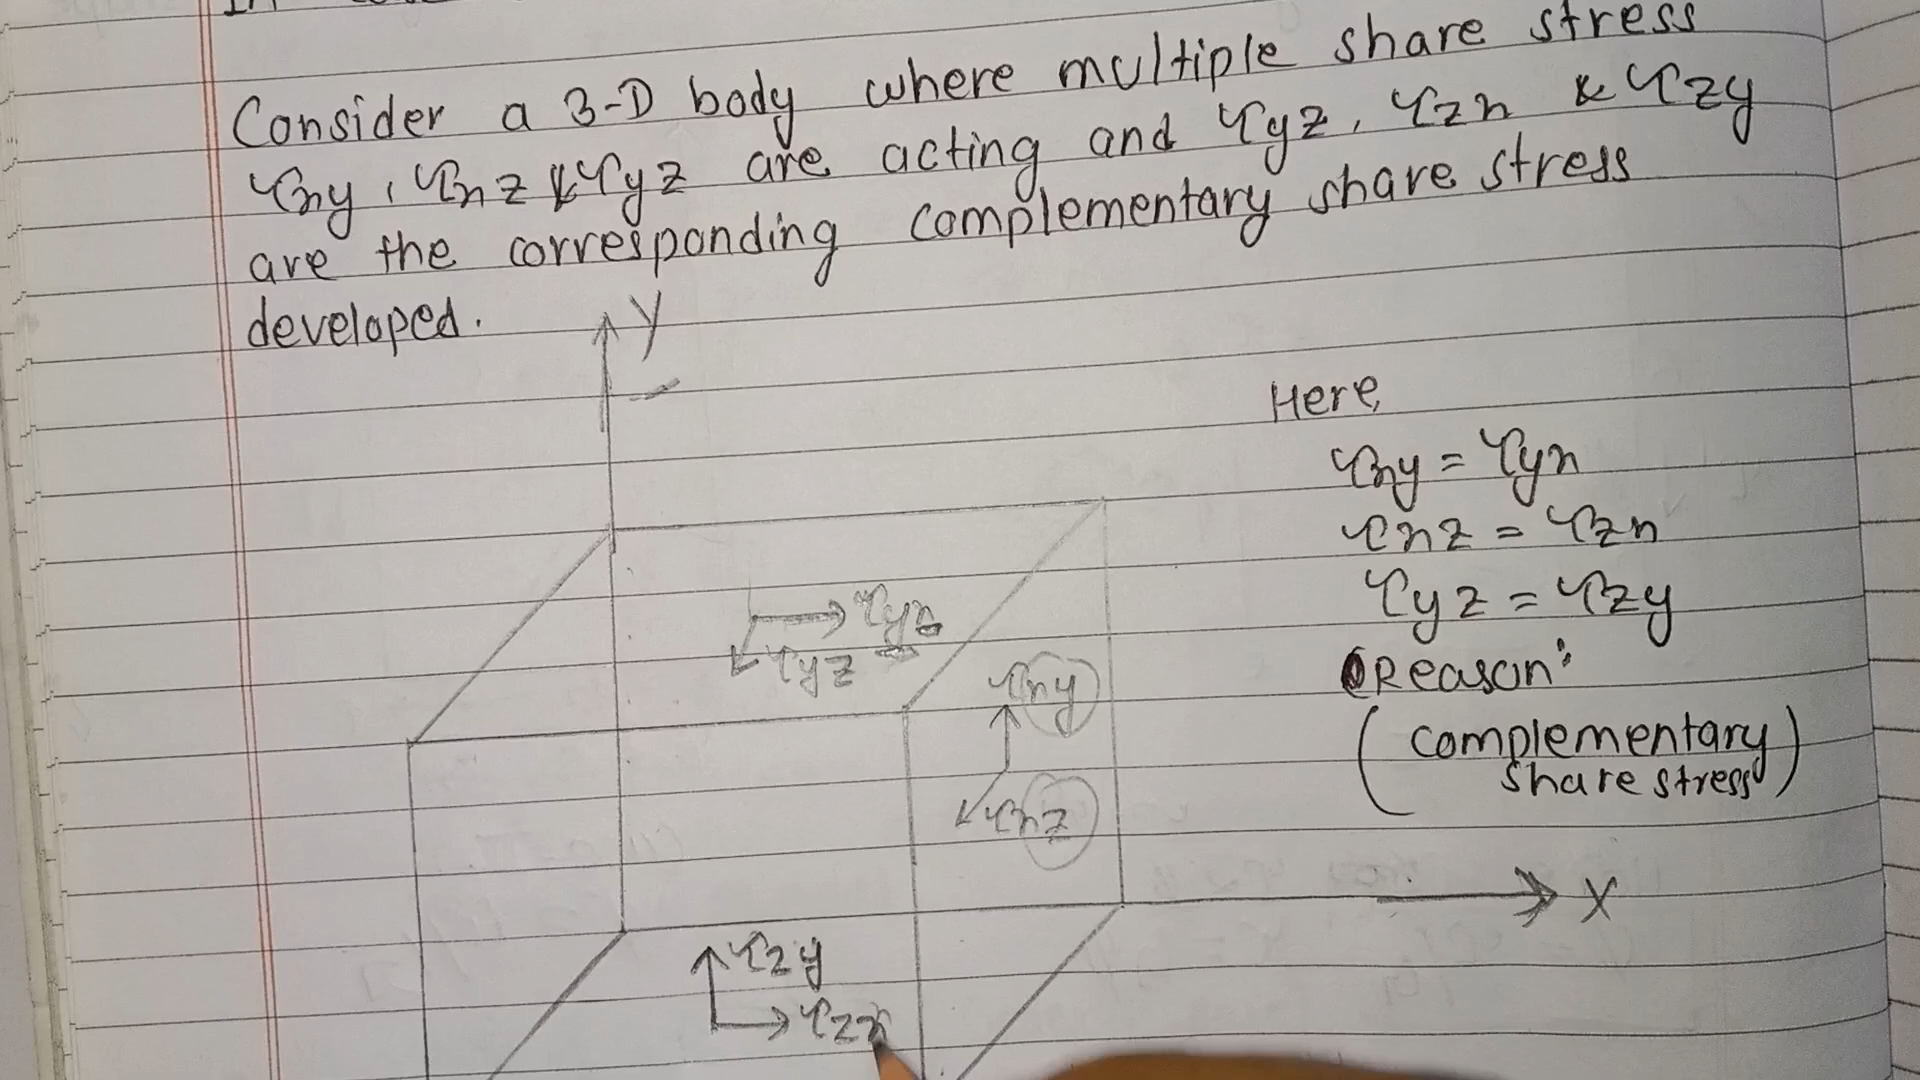 Consider a 3-D body where multiple share stress
τxy, τxz & τyz are acting and τyz, τzx & τzy
are the corresponding complementary share stress
developed.
Y
Here,
τxy = τyx
τxz = τzx
τyz = τzy
Reason:
(complementary
share stress)
τyx
τyz
τxy
τxz
X
τzy
τzx